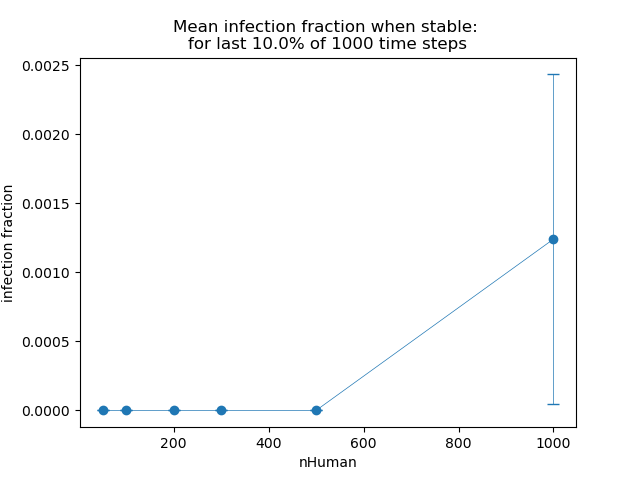 Mean infection fraction when stable:
for last 10.0% of 1000 time steps
0.0025
0.0020
0.0015
0.0010
0.0005
0.0000
infection fraction
200
400
600
800
1000
nHuman